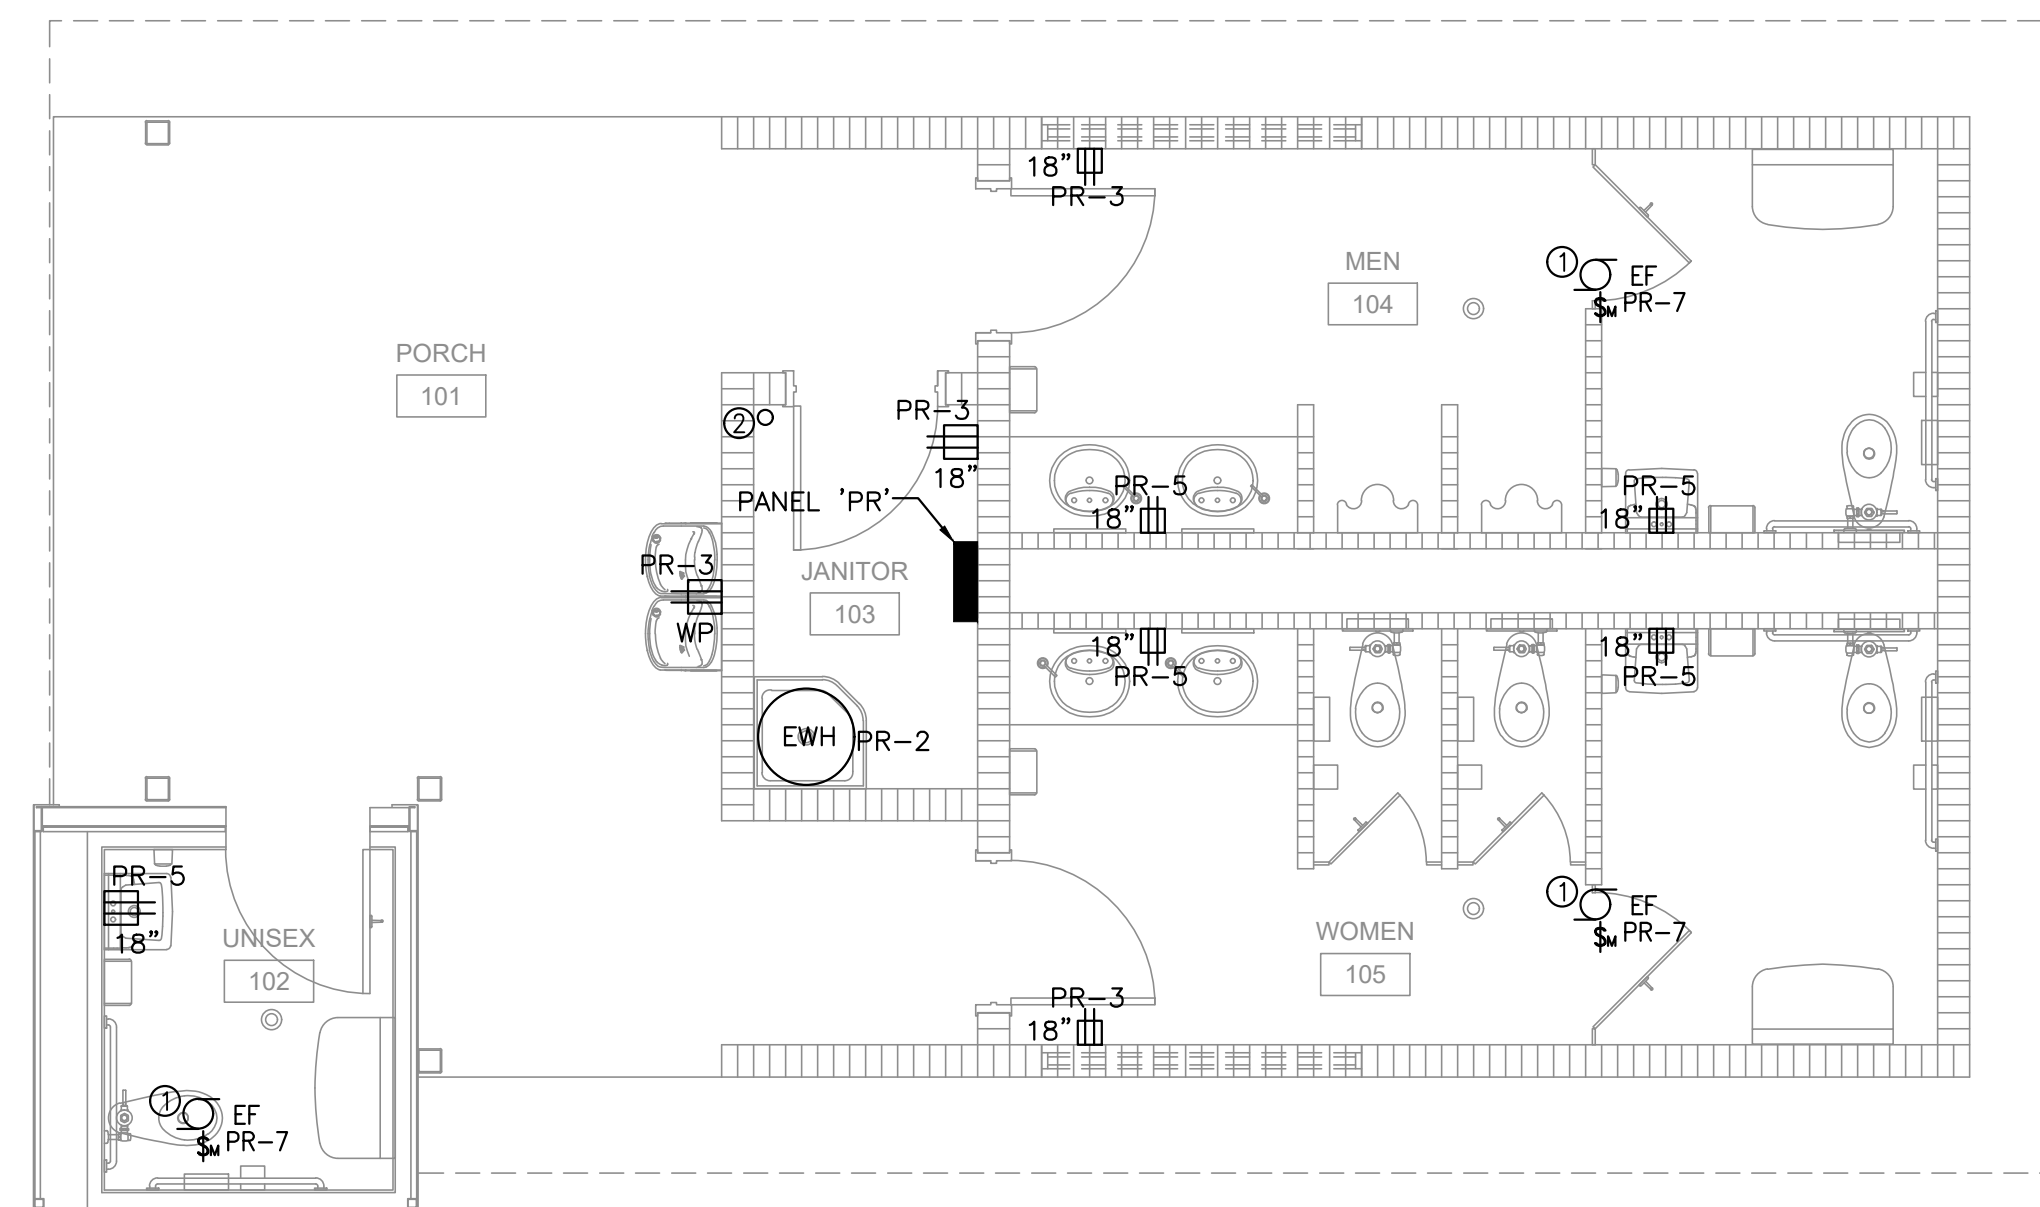 18"
PR-3
MEN
104
1
EF
$M PR-7
PORCH
101
2
PR-3
18"
PANEL 'PR'
PR-5
18"
PR-5
18"
PR-3
WP
JANITOR
103
18"
PR-5
18"
PR-5
EWH
PR-2
PR-5
18"
UNISEX
102
1
EF
$M PR-7
WOMEN
105
1
EF
$M PR-7
PR-3
18"